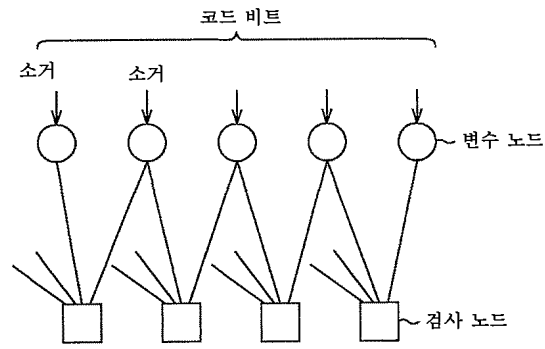 코드 비트
소거
소거
변수 노드
검사 노드